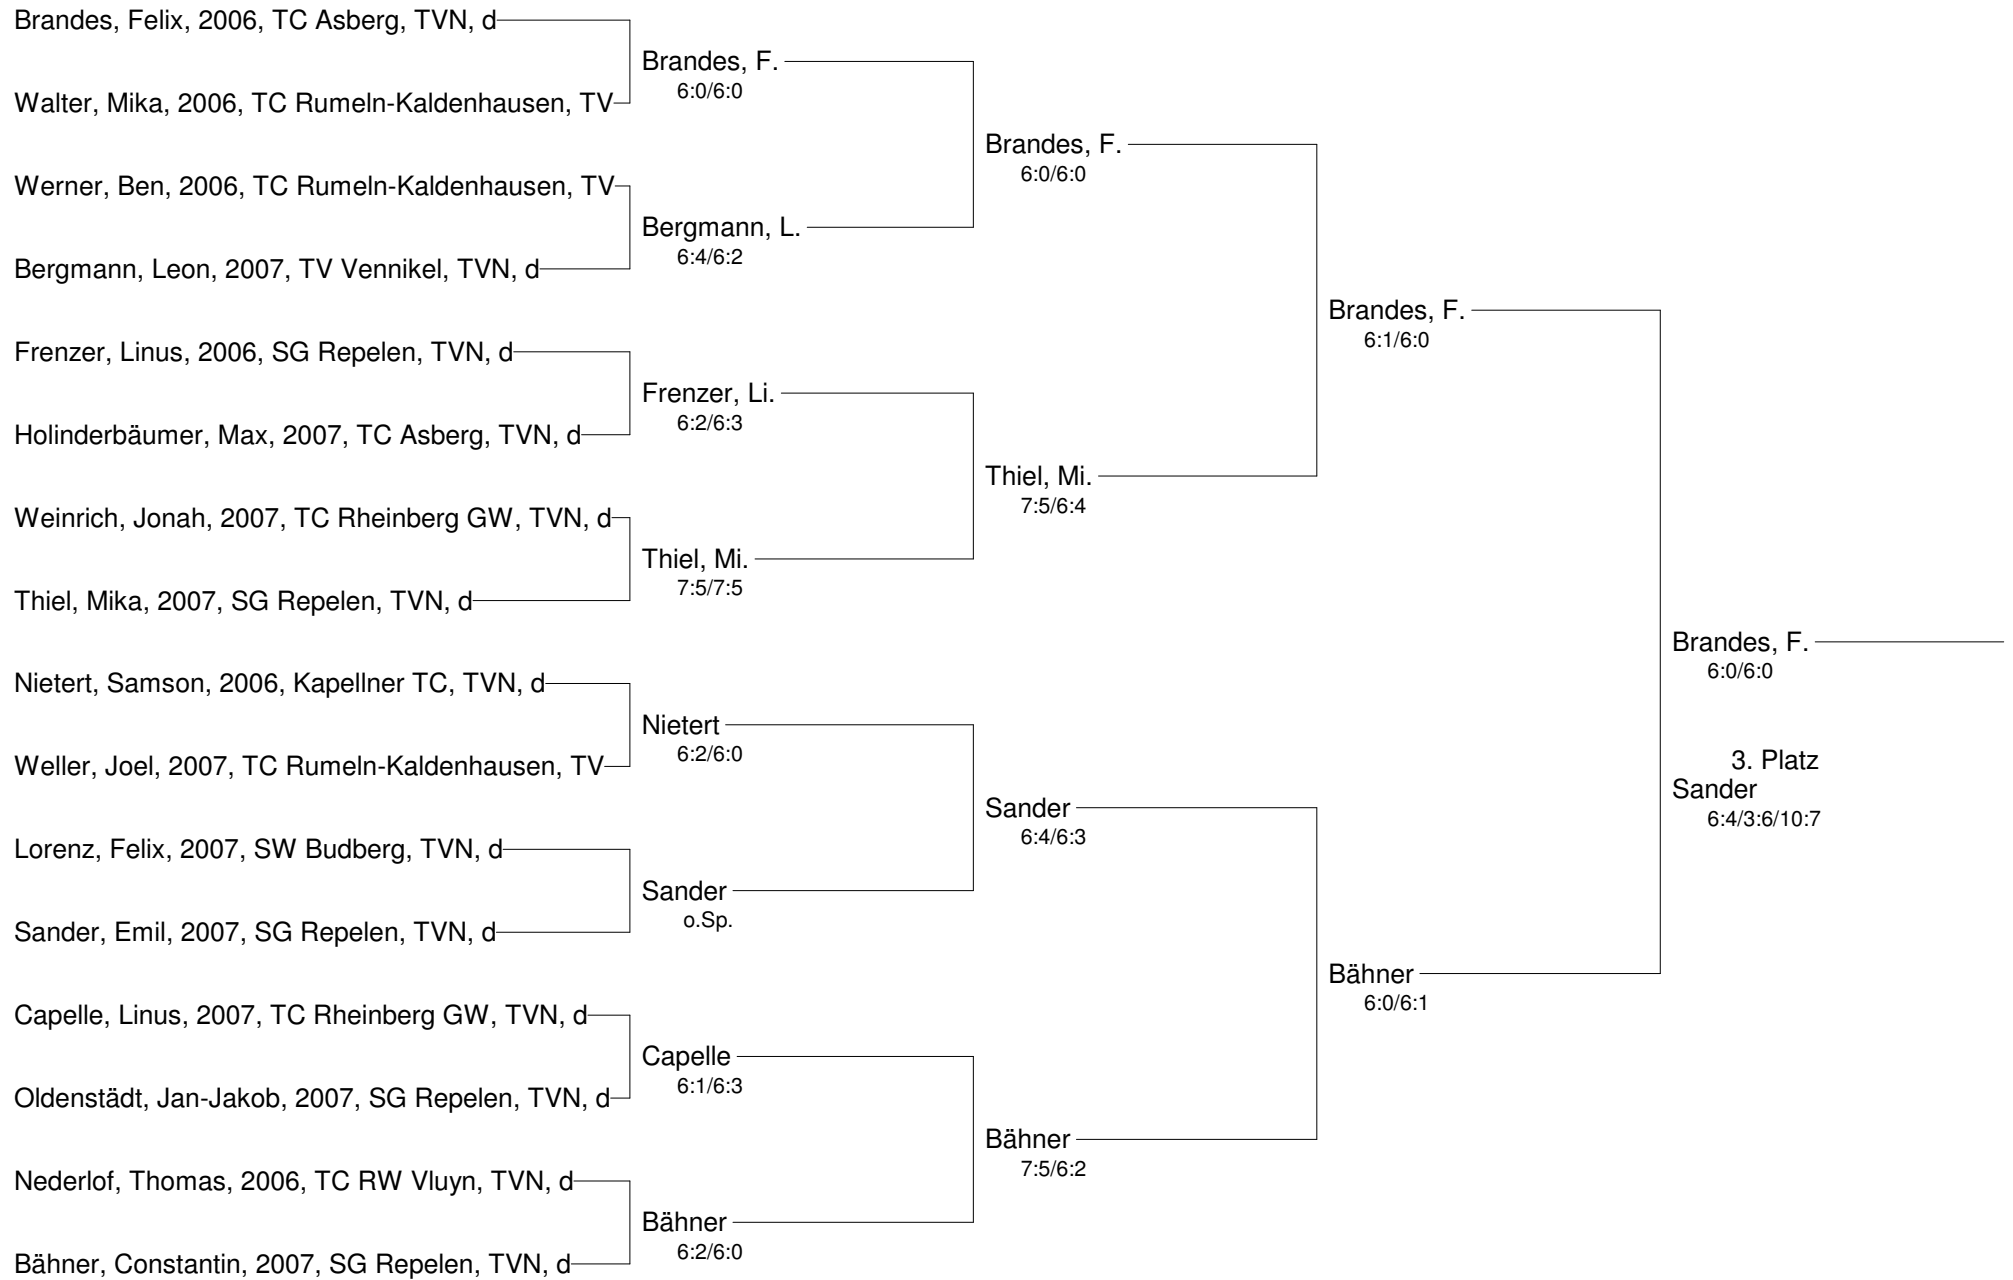 Brandes, Felix, 2006, TC Asberg, TVN, d
Brandes, F.
6:0/6:0
Walter, Mika, 2006, TC Rumeln-Kaldenhausen, TV
Brandes, F.
6:0/6:0
Werner, Ben, 2006, TC Rumeln-Kaldenhausen, TV
Bergmann, L.
6:4/6:2
Bergmann, Leon, 2007, TV Vennikel, TVN, d
Brandes, F.
6:1/6:0
Frenzer, Linus, 2006, SG Repelen, TVN, d
Frenzer, Li.
6:2/6:3
Holinderbäumer, Max, 2007, TC Asberg, TVN, d
Thiel, Mi.
7:5/6:4
Weinrich, Jonah, 2007, TC Rheinberg GW, TVN, d
Thiel, Mi.
7:5/7:5
Thiel, Mika, 2007, SG Repelen, TVN, d
Brandes, F.
6:0/6:0
Nietert, Samson, 2006, Kapellner TC, TVN, d
Nietert
6:2/6:0
Weller, Joel, 2007, TC Rumeln-Kaldenhausen, TV
3. Platz
Sander
6:4/3:6/10:7
Sander
6:4/6:3
Lorenz, Felix, 2007, SW Budberg, TVN, d
Sander
o.Sp.
Sander, Emil, 2007, SG Repelen, TVN, d
Bähner
6:0/6:1
Capelle, Linus, 2007, TC Rheinberg GW, TVN, d
Capelle
6:1/6:3
Oldenstädt, Jan-Jakob, 2007, SG Repelen, TVN, d
Bähner
7:5/6:2
Nederlof, Thomas, 2006, TC RW Vluyn, TVN, d
Bähner
6:2/6:0
Bähner, Constantin, 2007, SG Repelen, TVN, d